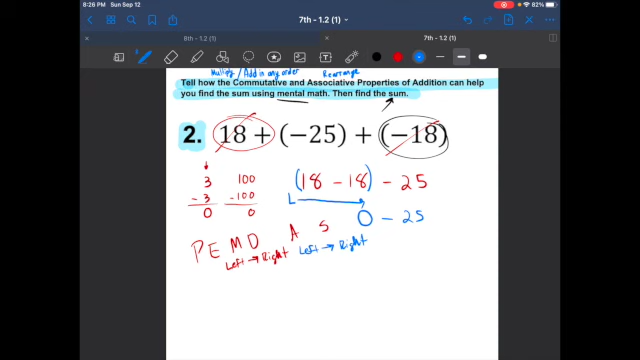 8:26 PM Sun Sep 12
7th - 1.2 (1)
83%
8th - 1.2 (1)
7th - 1.2 (1)
Multiply / Add in any order Rearrange
Tell how the Commutative and Associative Properties of Addition can help
you find the sum using mental math. Then find the sum.
2. 18 + (−25) + (−18)
3 100
− 3 −100
0 0
(18 − 18) − 25
L
0 − 25
P E M D A S
Left → Right Left → Right